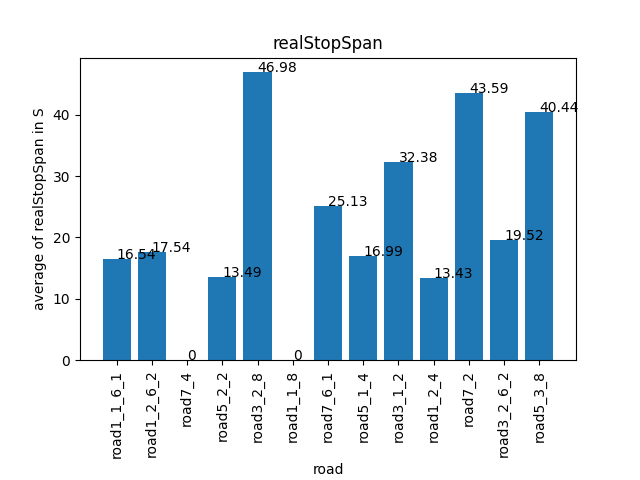 realStopSpan
average of realStopSpan in S
40
30
20
10
0
16.54
17.54
0
13.49
46.98
0
25.13
16.99
32.38
13.43
43.59
19.52
40.44
road1_1_6_1
road1_2_6_2
road7_4
road5_2_2
road3_2_8
road1_1_8
road7_6_1
road5_1_4
road3_1_2
road1_2_4
road7_2
road3_2_6_2
road5_3_8
road